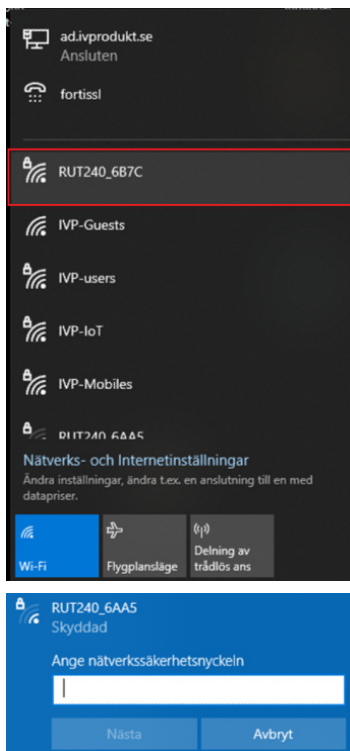 ad.ivprodukt.se
Ansluten
fortissl
RUT240_6B7C
IVP-Guests
IVP-users
IVP-IoT
IVP-Mobiles
RUT240_6AA5
Nätverks- och Internetinställningar
Ändra inställningar, ändra t.ex. en anslutning till en med
datapriser.
Wi-Fi
Flygplansläge
Delning av
trådlös ans
RUT240_6AA5
Skyddad
Ange nätverkssäkerhetsnyckeln
Nästa
Avbryt